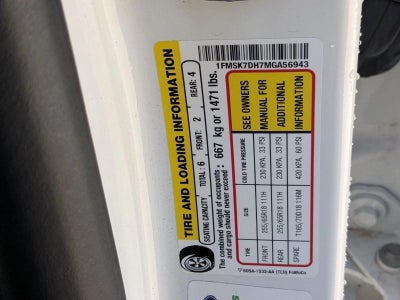 1FMSK7DH7MGA56943
TIRE AND LOADING INFORMATION
SEATING CAPACITY TOTAL: 6 FRONT: 2 REAR: 4
The combined weight of occupants
and cargo should never exceed : 667 kg or 1471 lbs.
TIRE SIZE COLD TIRE PRESSURE
FRONT 255/65R18 111H 230 KPA, 33 PSI
REAR 255/65R18 111H 230 KPA, 33 PSI
SPARE T165/70D18 116M 420 KPA, 60 PSI
SEE OWNERS
MANUAL FOR
ADDITIONAL
INFORMATION